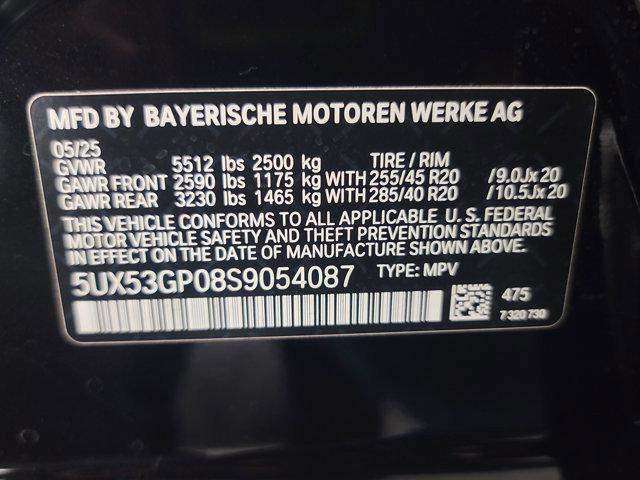 MFD BY BAYERISCHE MOTOREN WERKE AG
05/25
GVWR 5512 lbs 2500 kg TIRE / RIM
GAWR FRONT 2590 lbs 1175 kg WITH 255/45 R20 /9.0Jx20
GAWR REAR 3230 lbs 1465 kg WITH 285/40 R20 /10.5Jx20
THIS VEHICLE CONFORMS TO ALL APPLICABLE U.S. FEDERAL
MOTOR VEHICLE SAFETY AND THEFT PREVENTION STANDARDS
IN EFFECT ON THE DATE OF MANUFACTURE SHOWN ABOVE.
5UX53GP08S9054087 TYPE: MPV
475
7320730